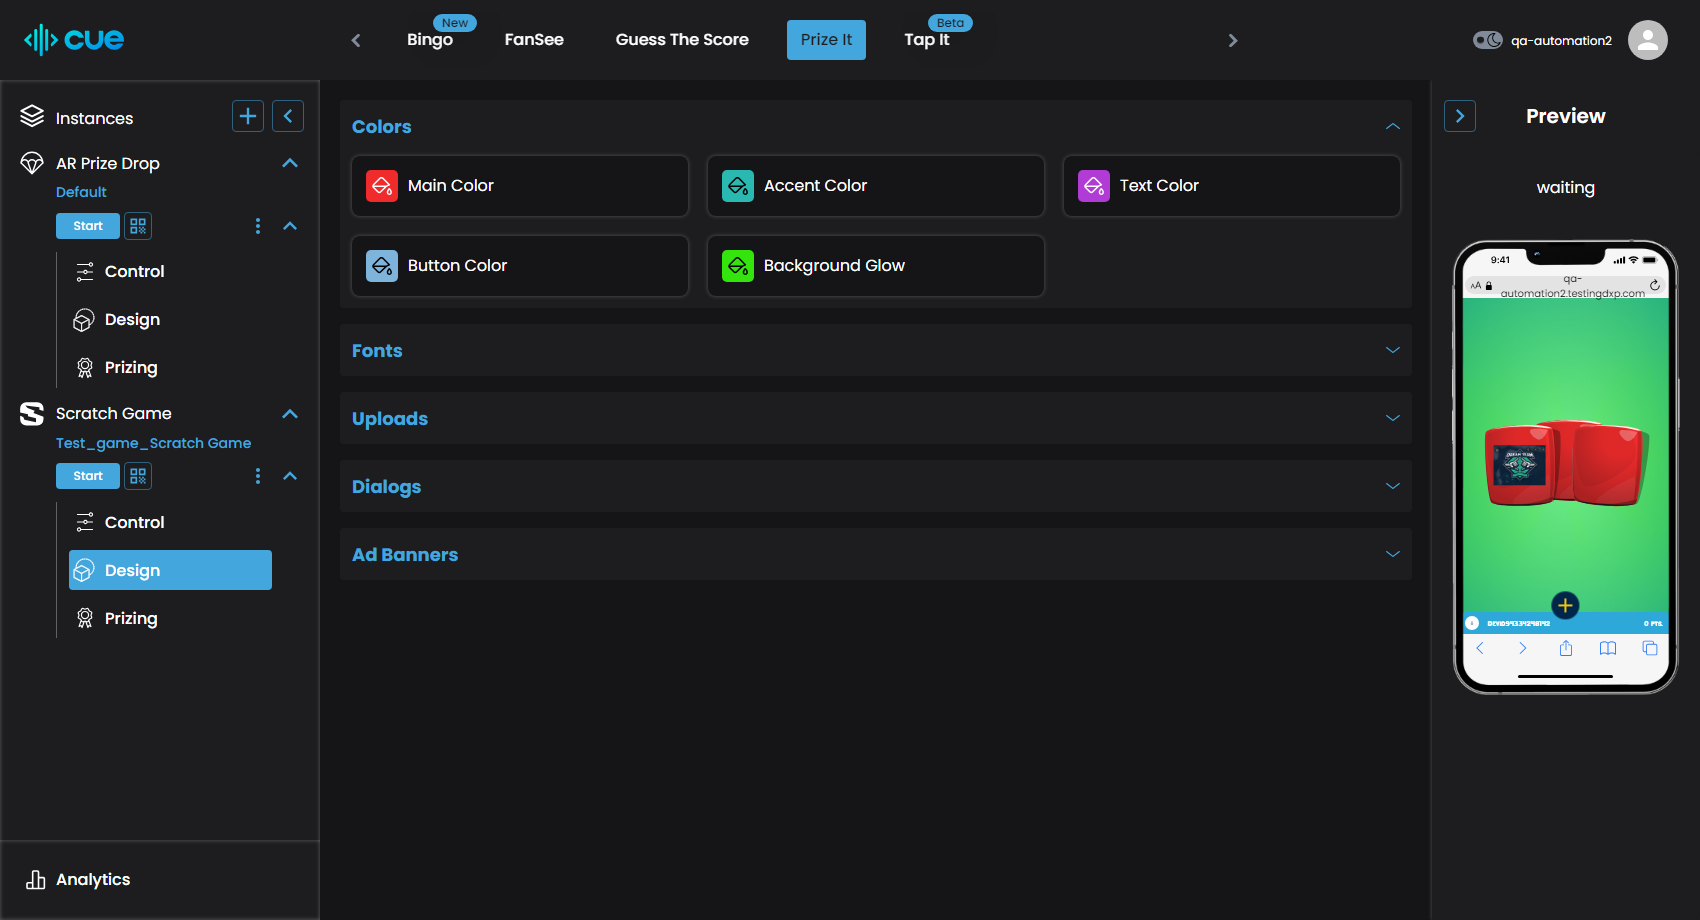 cue
New
Bingo
FanSee
Guess The Score
Prize It
Beta
Tap It
qa-automation2
Instances
AR Prize Drop
Default
Start
Control
Design
Prizing
Scratch Game
Test_game_Scratch Game
Start
Control
Design
Prizing
Analytics
Colors
Main Color
Accent Color
Text Color
Button Color
Background Glow
Fonts
Uploads
Dialogs
Ad Banners
Preview
waiting
9:41
AA
qa-
automation2.testingdxp.com
0 PTS.